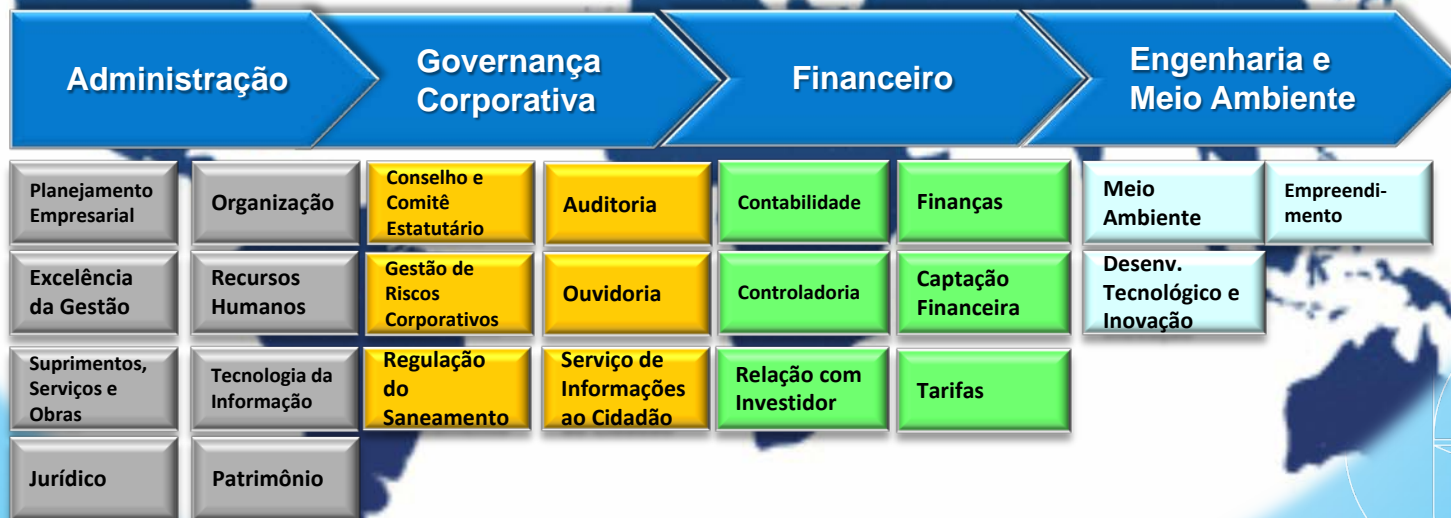 Administração
Governança
Corporativa
Financeiro
Engenharia e
Meio Ambiente
Planejamento
Empresarial
Organização
Conselho e
Comitê
Estatutário
Auditoria
Contabilidade
Finanças
Meio
Ambiente
Empreendi-
mento
Excelência
da Gestão
Recursos
Humanos
Gestão de
Riscos
Corporativos
Ouvidoria
Controladoria
Captação
Financeira
Desenv.
Tecnológico e
Inovação
Suprimentos,
Serviços e
Obras
Tecnologia da
Informação
Regulação
do
Saneamento
Serviço de
Informações
ao Cidadão
Relação com
Investidor
Tarifas
Jurídico
Patrimônio